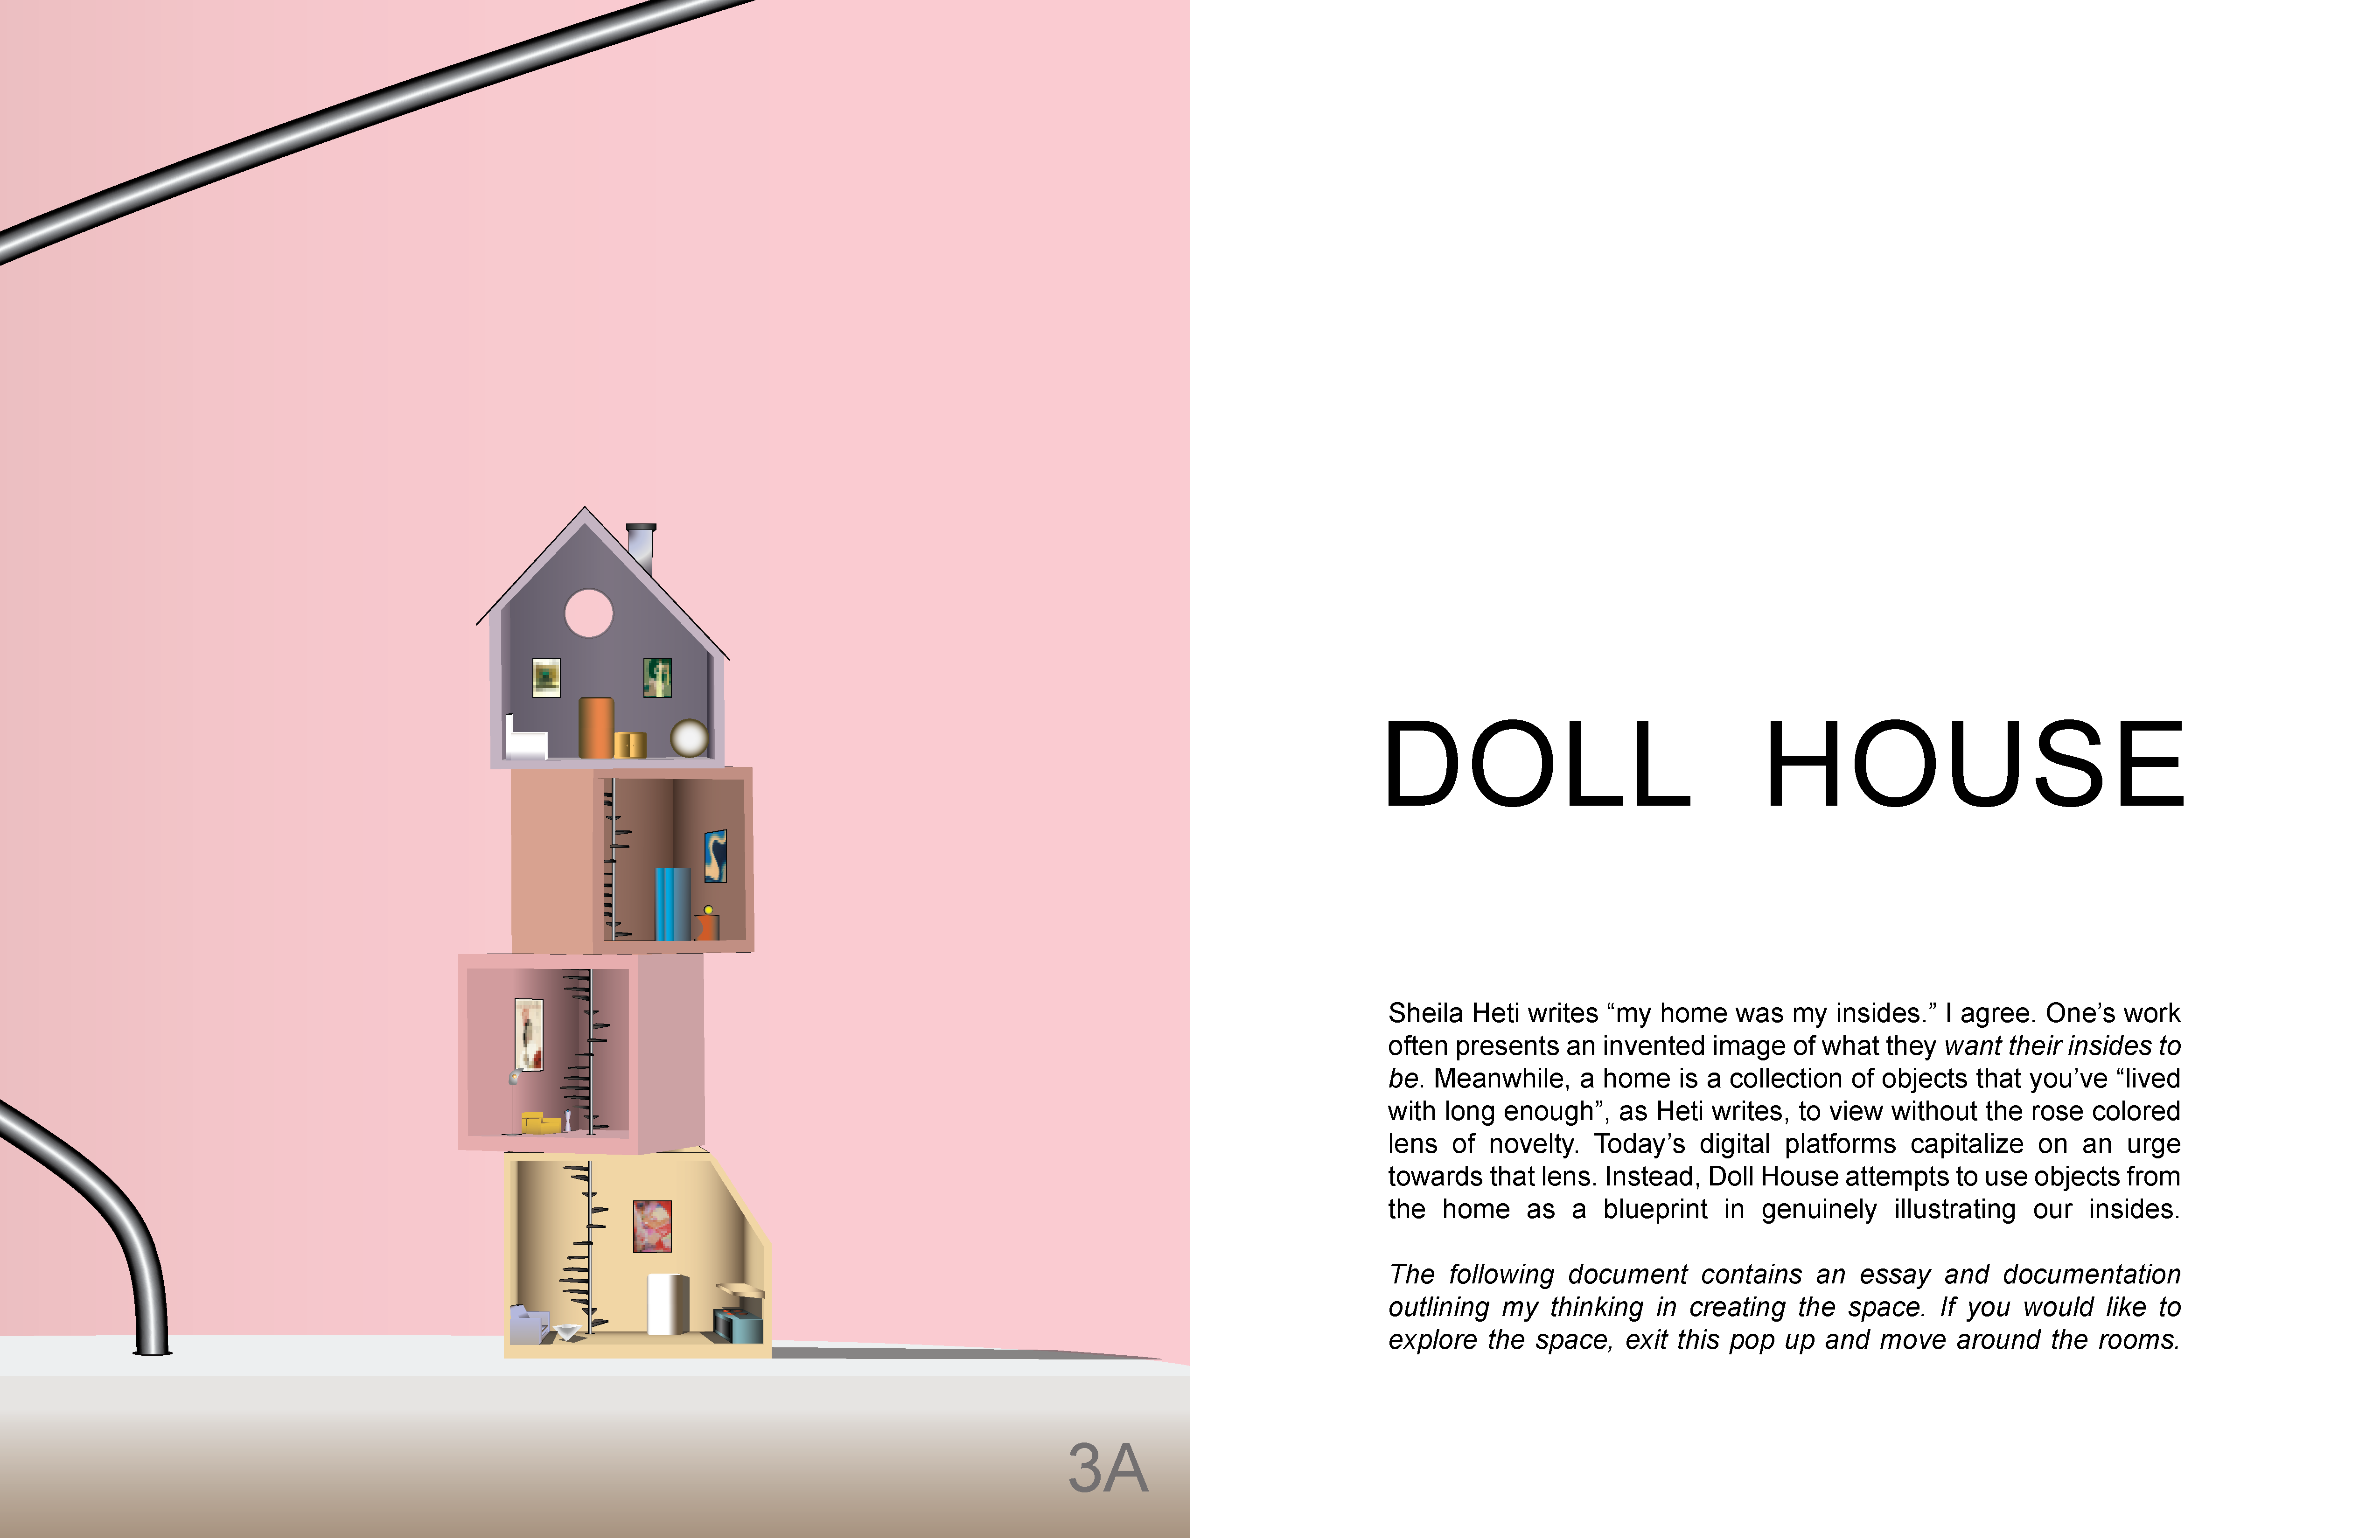 3A
DOLL HOUSE
Sheila Heti writes “my home was my insides.” I agree. One’s work
often presents an invented image of what they want their insides to
be. Meanwhile, a home is a collection of objects that you’ve “lived
with long enough”, as Heti writes, to view without the rose colored
lens of novelty. Today’s digital platforms capitalize on an urge
towards that lens. Instead, Doll House attempts to use objects from
the home as a blueprint in genuinely illustrating our insides.
The following document contains an essay and documentation
outlining my thinking in creating the space. If you would like to
explore the space, exit this pop up and move around the rooms.